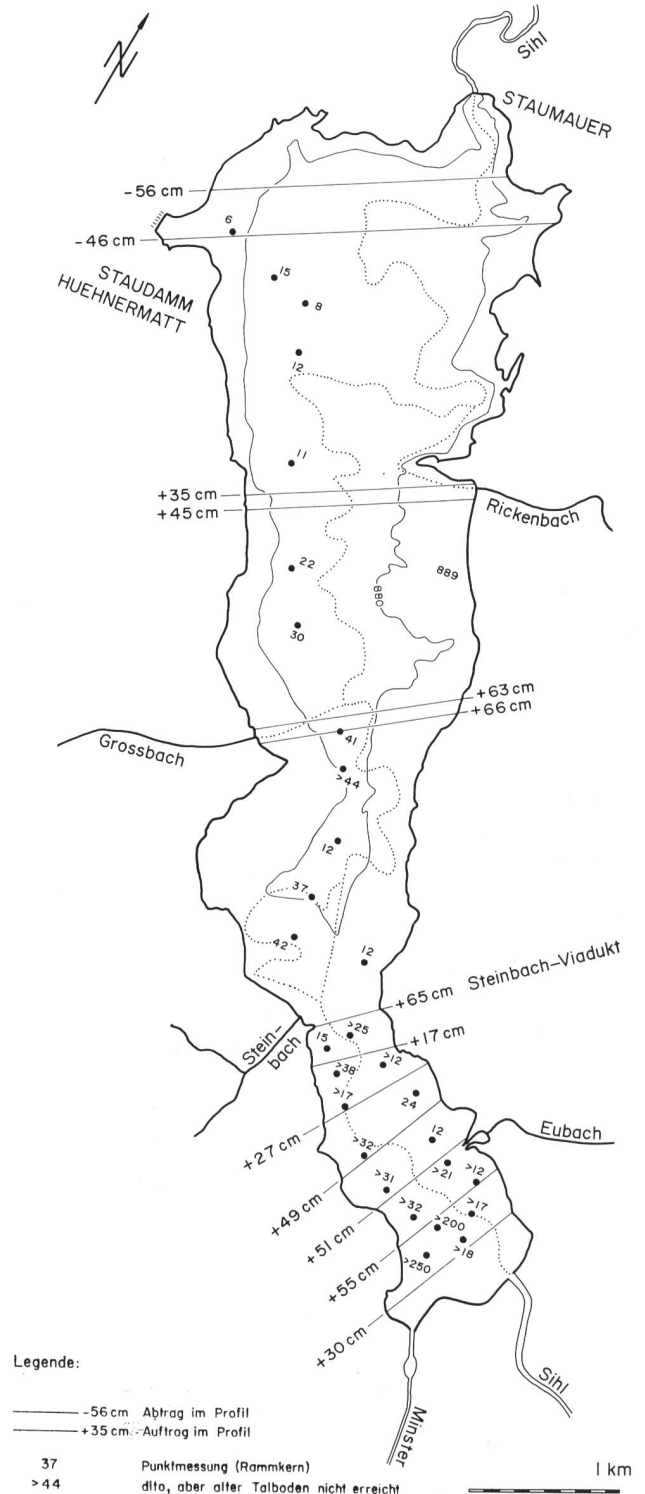 N
Sihl
STAUMAUER
-56 cm
-46 cm
6
STAUDAMM
HUEHNERMATT
15
8
12
11
+35 cm
+45 cm
Rickenbach
22
889
880
30
+63 cm
+66 cm
Grossbach
41
>44
12
37
42
12
+65 cm Steinbach-Viadukt
Stein-
bach
>25
15
+17 cm
>38
>12
>17
24
+27 cm
12
Eubach
>32
>21
>12
+49 cm
>31
>17
>32
>200
+51 cm
>18
>250
+55 cm
+30 cm
Sihl
Minster
Legende:
-56 cm Abtrag im Profil
+35 cm Auftrag im Profil
37 Punktmessung (Rammkern)
>44 dito, aber alter Talboden nicht erreicht
1 km